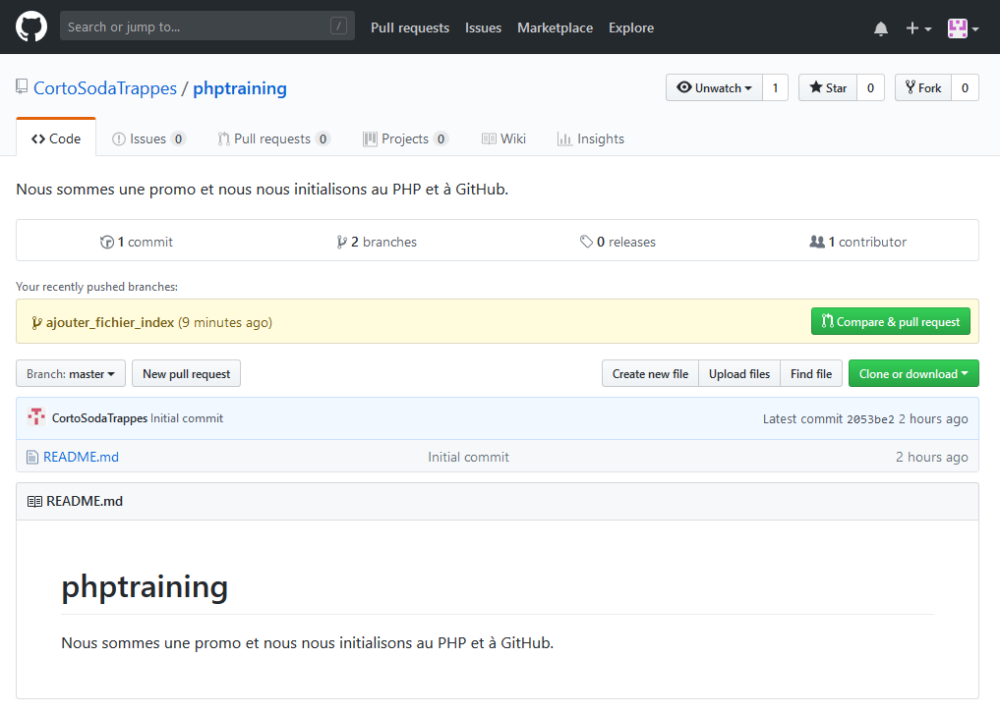 Search or jump to... / Pull requests Issues Marketplace Explore
CortoSodaTrappes / phptraining Unwatch 1 Star 0 Fork 0
Code Issues 0 Pull requests 0 Projects 0 Wiki Insights
Nous sommes une promo et nous nous initialisons au PHP et à GitHub.
1 commit 2 branches 0 releases 1 contributor
Your recently pushed branches:
ajouter_fichier_index (9 minutes ago) Compare & pull request
Branch: master New pull request Create new file Upload files Find file Clone or download
CortoSodaTrappes Initial commit Latest commit 2053be2 2 hours ago
README.md Initial commit 2 hours ago
README.md
phptraining
Nous sommes une promo et nous nous initialisons au PHP et à GitHub.